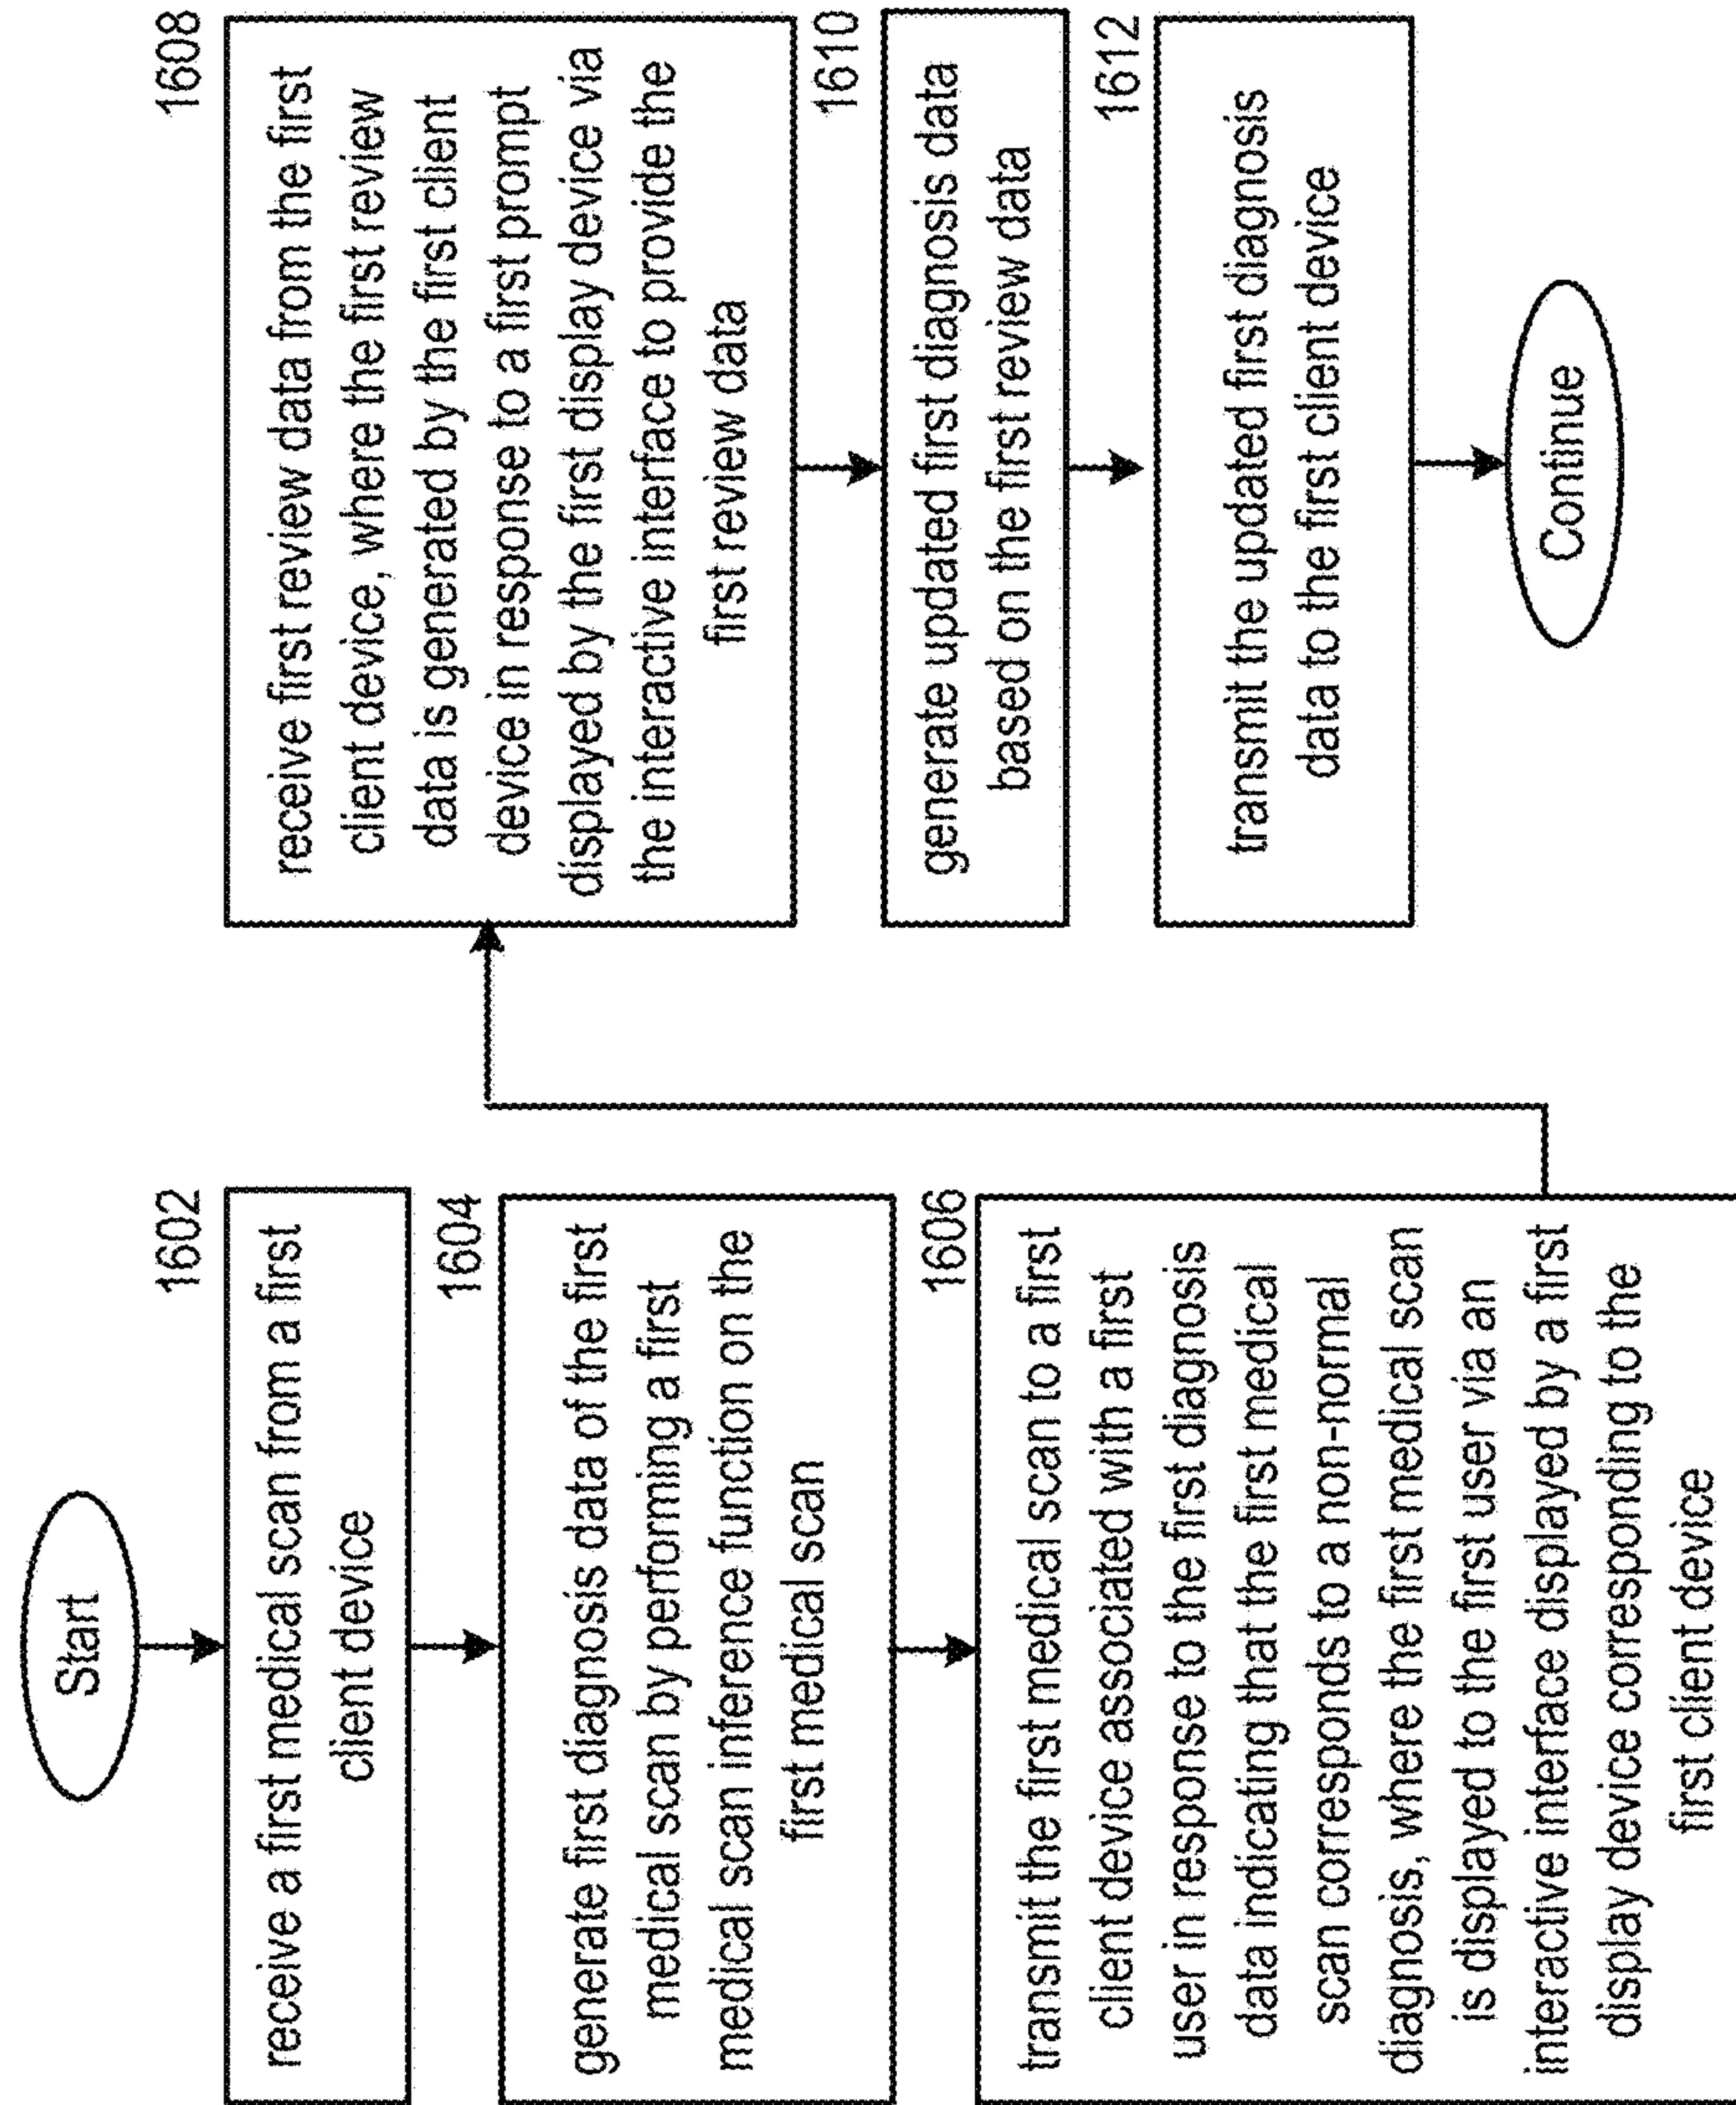 Start
1602
receive a first medical scan from a first
client device
1604
generate first diagnosis data of the first
medical scan by performing a first
medical scan inference function on the
first medical scan
1606
transmit the first medical scan to a first
client device associated with a first
user in response to the first diagnosis
data indicating that the first medical
scan corresponds to a non-normal
diagnosis, where the first medical scan
is displayed to the first user via an
interactive interface displayed by a first
display device corresponding to the
first client device
1608
receive first review data from the first
client device, where the first review
data is generated by the first client
device in response to a first prompt
displayed by the first display device via
the interactive interface to provide the
first review data
1610
generate updated first diagnosis data
based on the first review data
1612
transmit the updated first diagnosis
data to the first client device
Continue